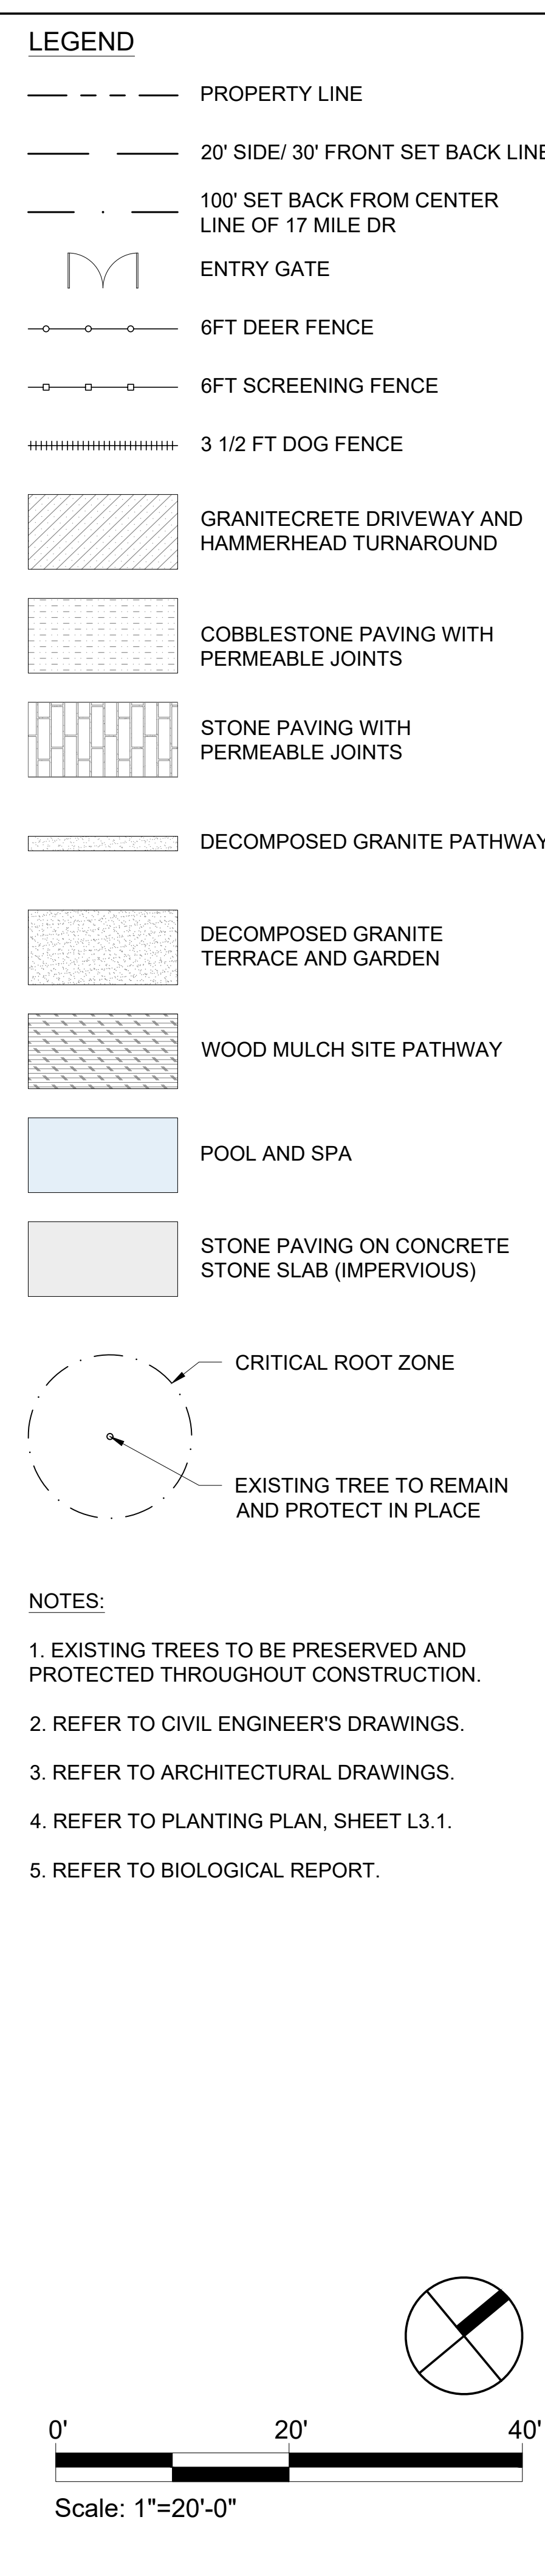 LEGEND
PROPERTY LINE
20' SIDE/ 30' FRONT SET BACK LINE
100' SET BACK FROM CENTER
LINE OF 17 MILE DR
ENTRY GATE
6FT DEER FENCE
6FT SCREENING FENCE
3 1/2 FT DOG FENCE
GRANITECRETE DRIVEWAY AND
HAMMERHEAD TURNAROUND
COBBLESTONE PAVING WITH
PERMEABLE JOINTS
STONE PAVING WITH
PERMEABLE JOINTS
DECOMPOSED GRANITE PATHWAY
DECOMPOSED GRANITE
TERRACE AND GARDEN
WOOD MULCH SITE PATHWAY
POOL AND SPA
STONE PAVING ON CONCRETE
STONE SLAB (IMPERVIOUS)
CRITICAL ROOT ZONE
EXISTING TREE TO REMAIN
AND PROTECT IN PLACE
NOTES:
1. EXISTING TREES TO BE PRESERVED AND
PROTECTED THROUGHOUT CONSTRUCTION.
2. REFER TO CIVIL ENGINEER'S DRAWINGS.
3. REFER TO ARCHITECTURAL DRAWINGS.
4. REFER TO PLANTING PLAN, SHEET L3.1.
5. REFER TO BIOLOGICAL REPORT.
0' 20' 40'
Scale: 1"=20'-0"